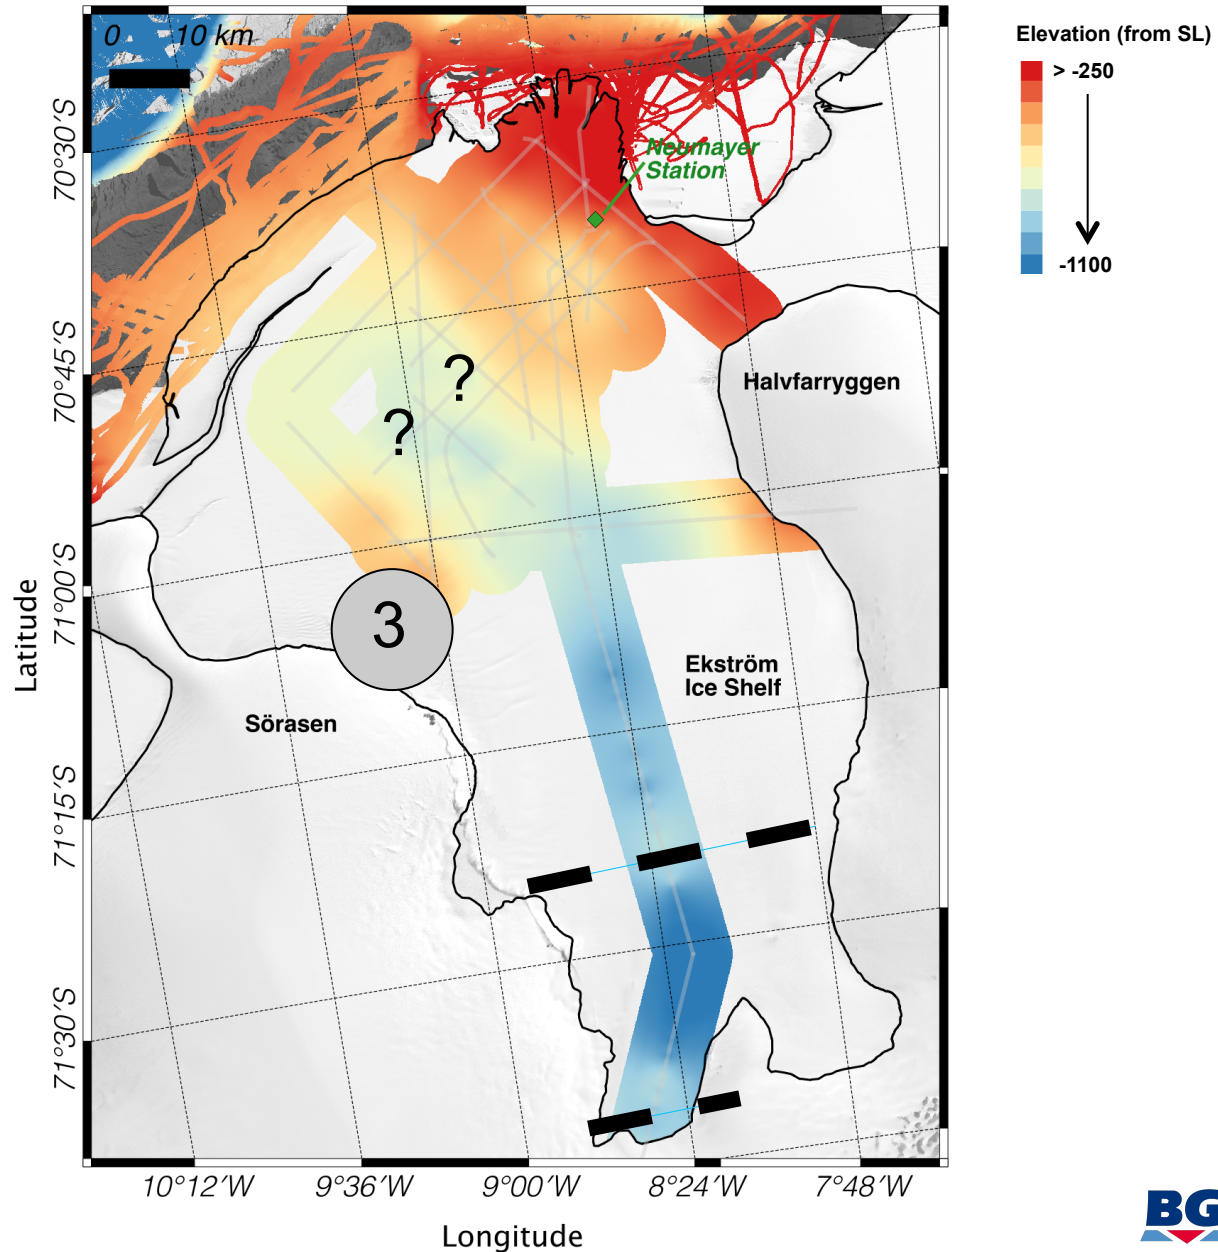 0 10 km
Elevation (from SL)
> -250
-1100
Neumayer
Station
70°30'S
70°45'S
71°00'S
71°15'S
71°30'S
Latitude
?
?
Halvfarryggen
3
Ekström
Ice Shelf
Sörasen
10°12'W
9°36'W
9°00'W
8°24'W
7°48'W
Longitude
BG